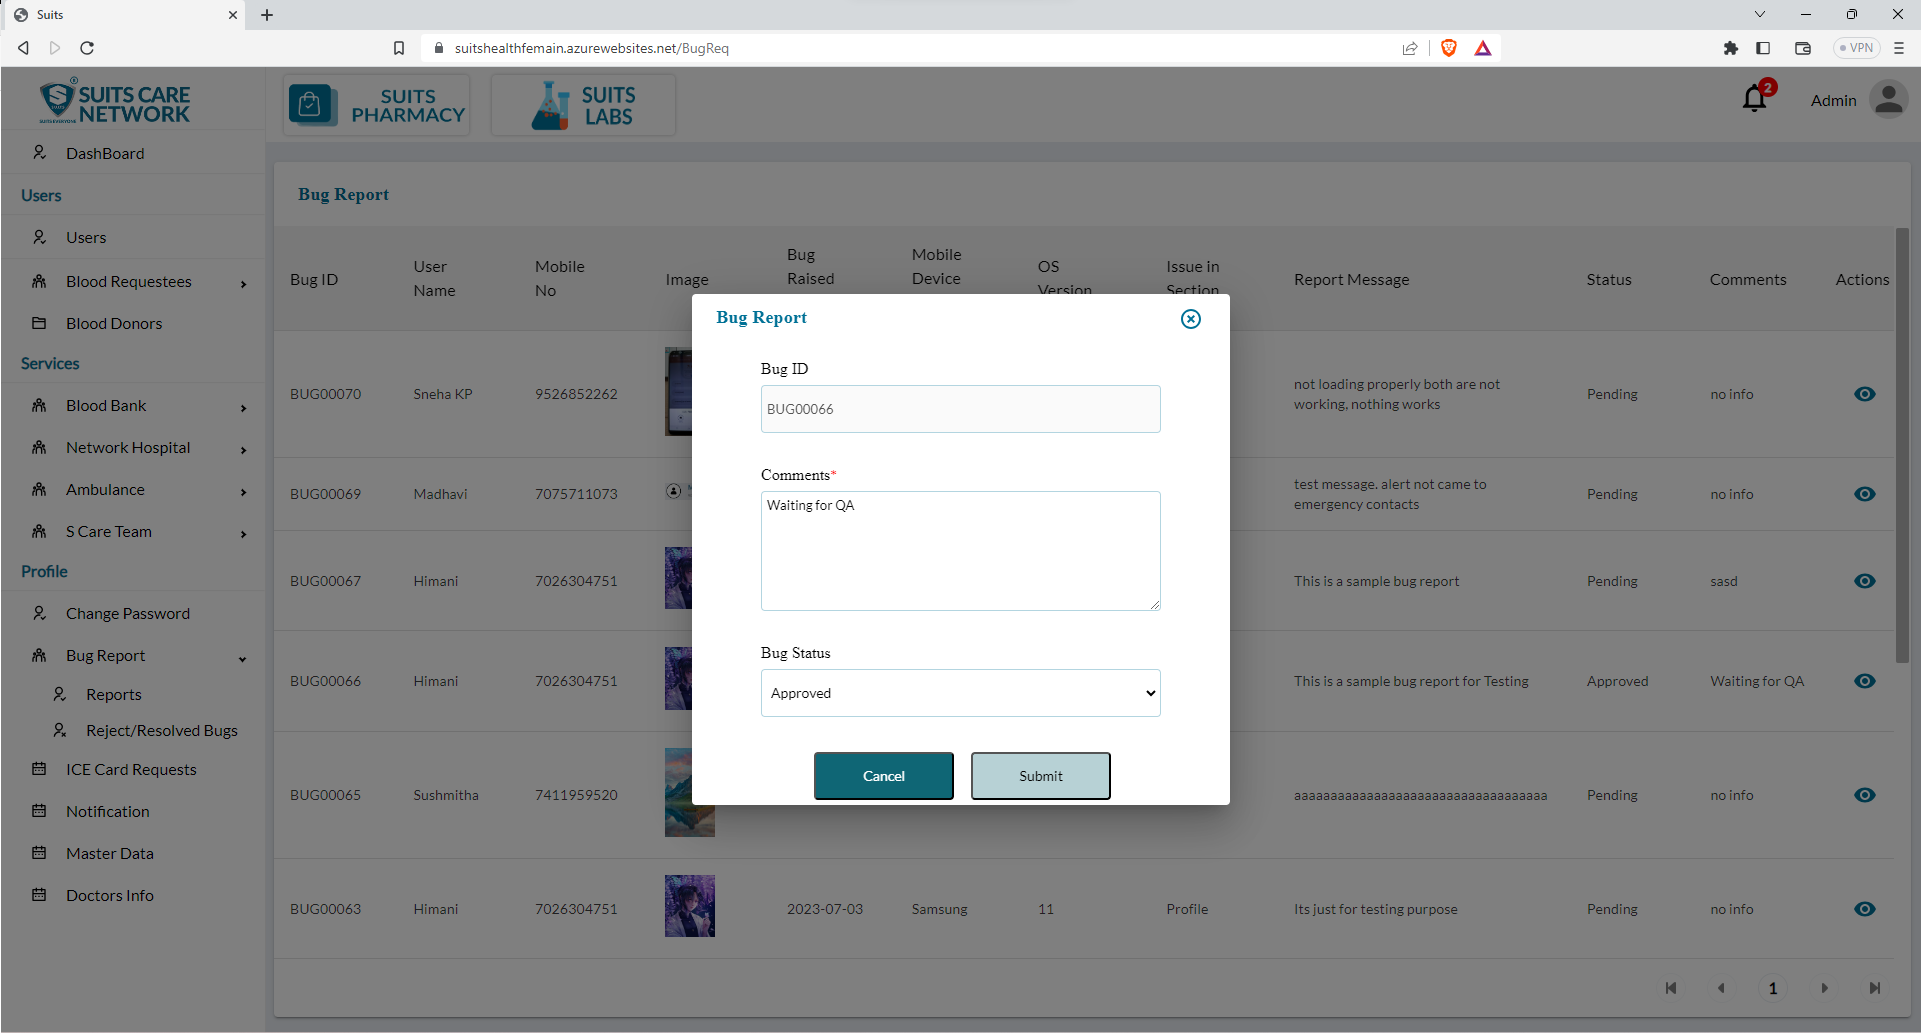 Suits
suitshealthfemain.azurewebsites.net/BugReq
VPN
SUITS CARE
NETWORK
SUITS
PHARMACY
SUITS
LABS
2
Admin
DashBoard
Users
Users
Blood Requestees
Blood Donors
Services
Blood Bank
Network Hospital
Ambulance
S Care Team
Profile
Change Password
Bug Report
Reports
Reject/Resolved Bugs
ICE Card Requests
Notification
Master Data
Doctors Info
Bug Report
Bug ID User Name Mobile No Image Bug Raised Mobile Device OS Version Issue in Section Report Message Status Comments Actions
BUG00070 Sneha KP 9526852262 not loading properly both are not working, nothing works Pending no info
BUG00069 Madhavi 7075711073 test message. alert not came to emergency contacts Pending no info
BUG00067 Himani 7026304751 This is a sample bug report Pending sasd
BUG00066 Himani 7026304751 This is a sample bug report for Testing Approved Waiting for QA
BUG00065 Sushmitha 7411959520 aaaaaaaaaaaaaaaaaaaaaaaaaaaaaaaaaaa Pending no info
BUG00063 Himani 7026304751 2023-07-03 Samsung 11 Profile Its just for testing purpose Pending no info
1
Bug Report
Bug ID
BUG00066
Comments*
Waiting for QA
Bug Status
Approved
Cancel Submit